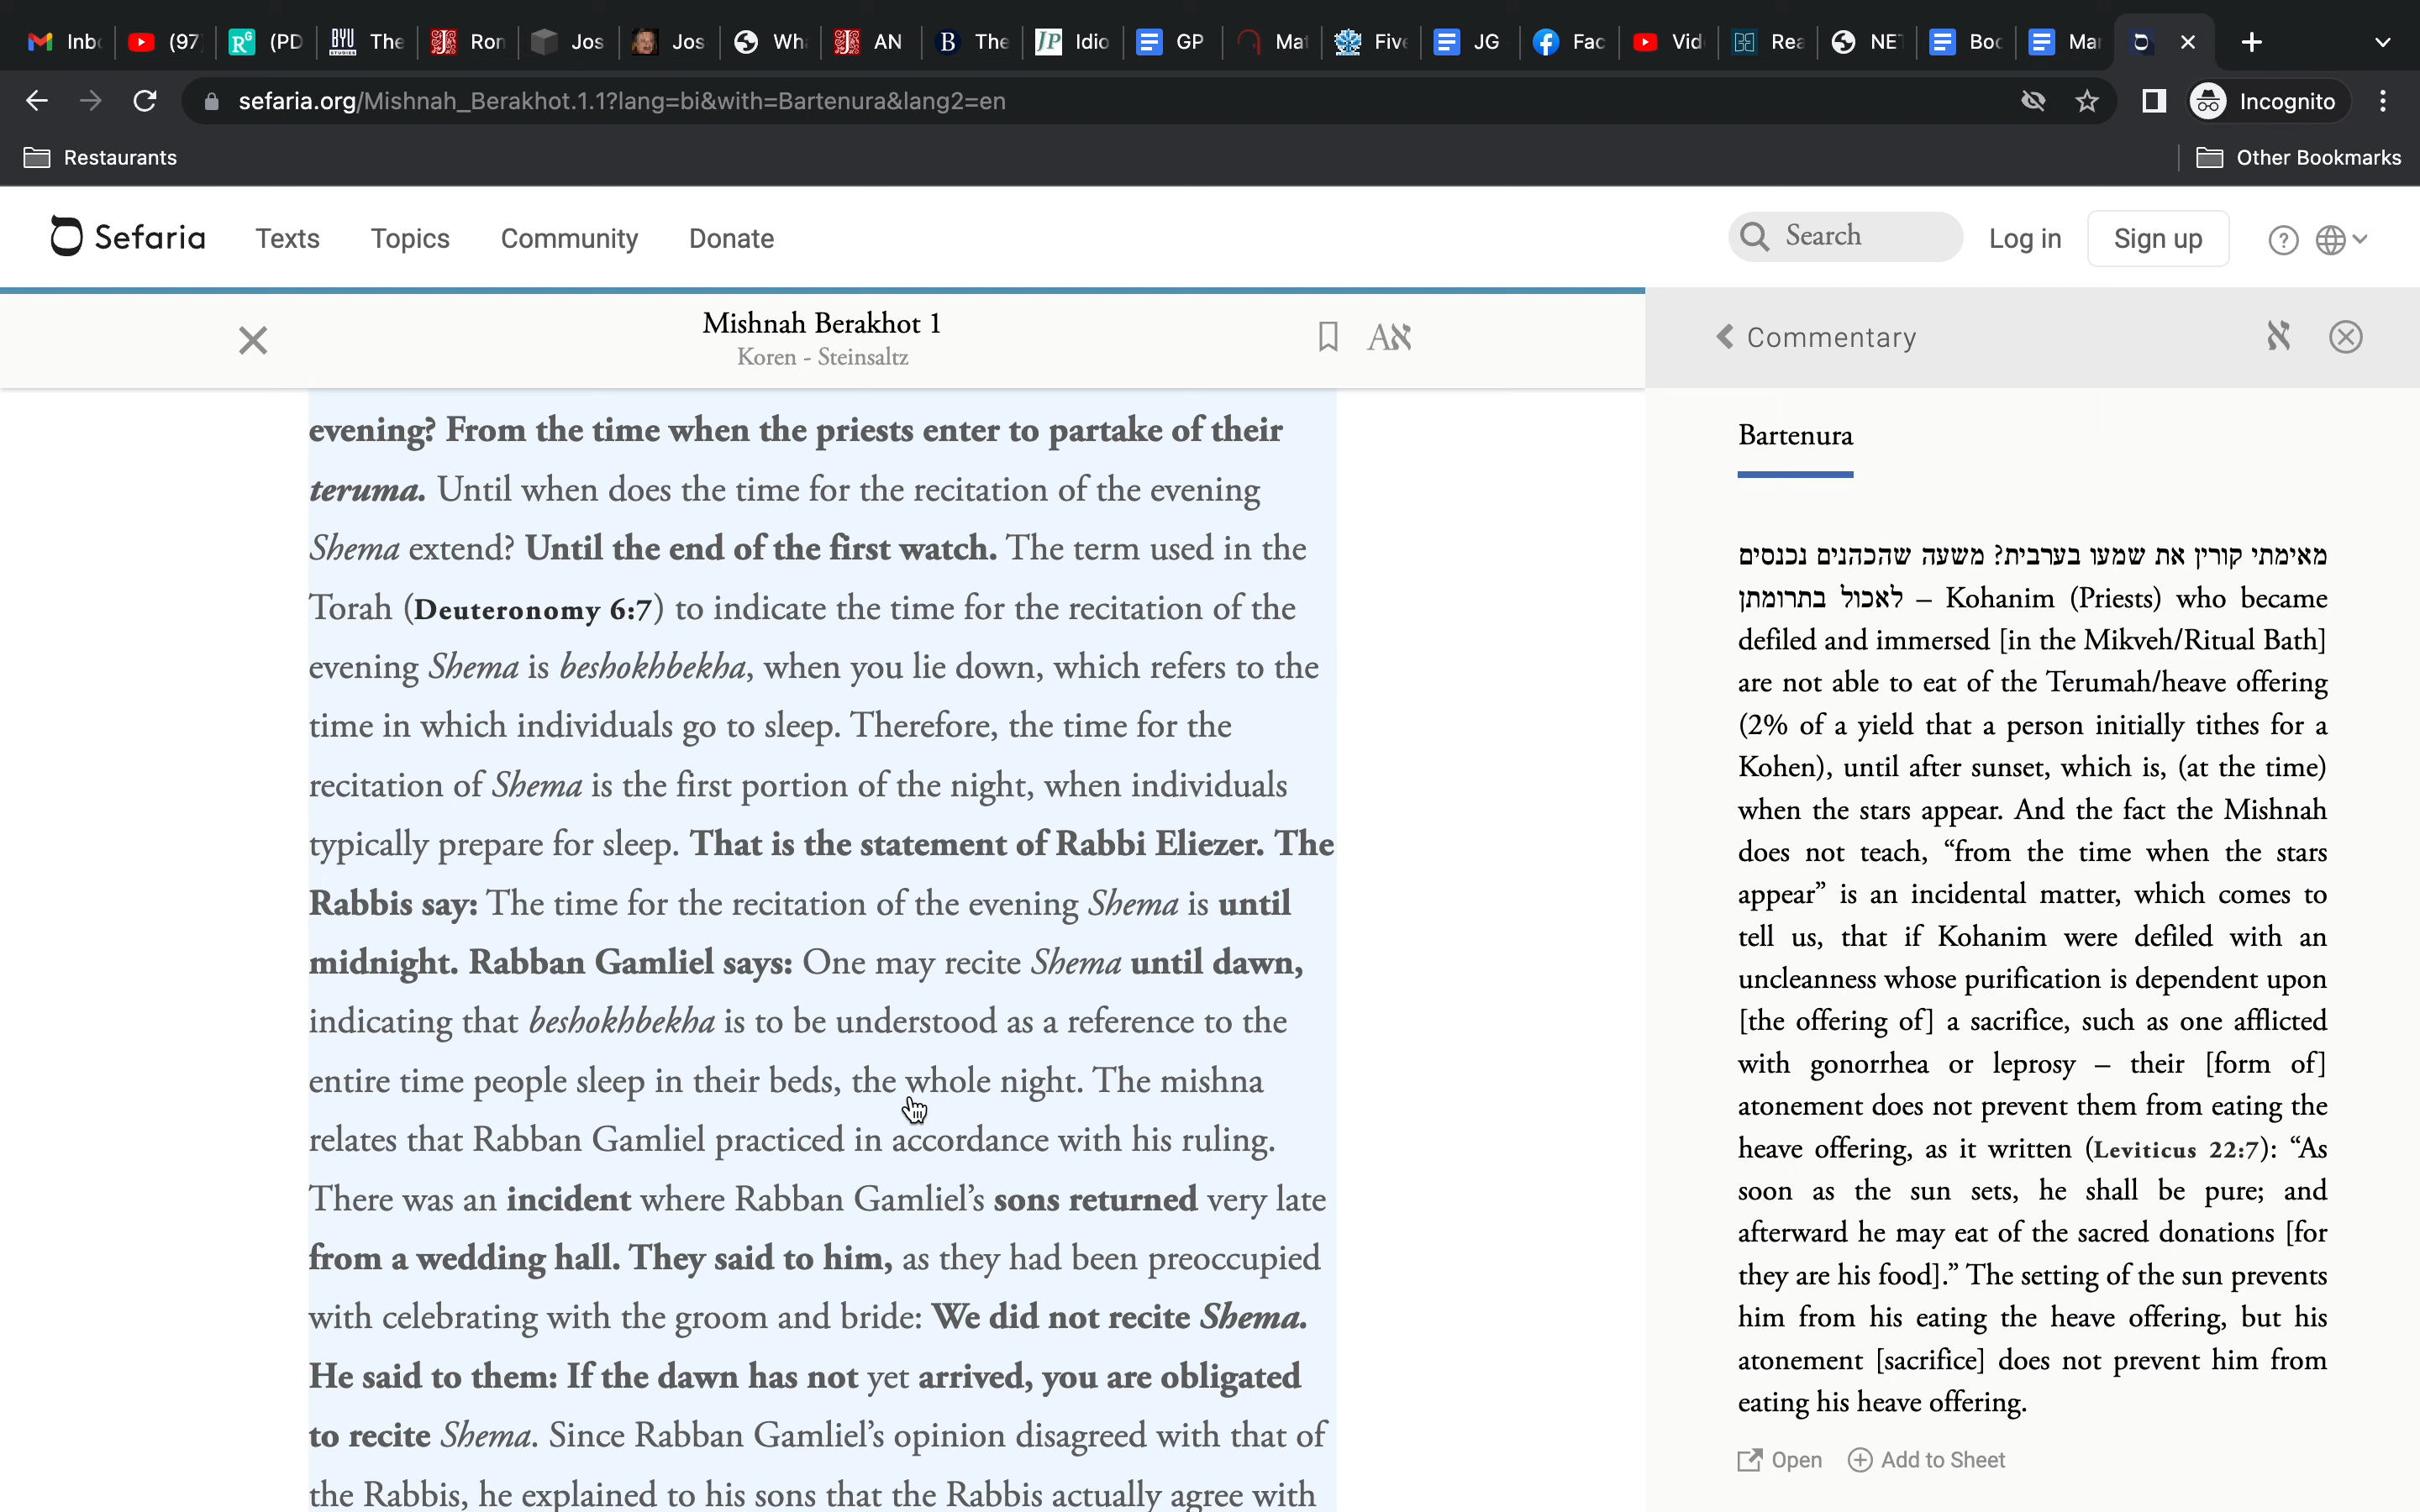 Inb
(97
(PD
BYU STUDIES
The
Ron
Jos
Jos
Wh
AN
B
The
JP
Idio
GP
Mat
Five
JG
Fac
Vid
Rea
NET
Boo
Mar
sefaria.org/Mishnah_Berakhot.1.1?lang=bi&with=Bartenura&lang2=en
Incognito
Restaurants
Other Bookmarks
Sefaria
Texts
Topics
Community
Donate
Search
Log in
Sign up
Mishnah Berakhot 1
Koren - Steinsaltz
Aא
Commentary
א
evening? From the time when the priests enter to partake of their
teruma. Until when does the time for the recitation of the evening
Shema extend? Until the end of the first watch. The term used in the
Torah (Deuteronomy 6:7) to indicate the time for the recitation of the
evening Shema is beshokhbekha, when you lie down, which refers to the
time in which individuals go to sleep. Therefore, the time for the
recitation of Shema is the first portion of the night, when individuals
typically prepare for sleep. That is the statement of Rabbi Eliezer. The
Rabbis say: The time for the recitation of the evening Shema is until
midnight. Rabban Gamliel says: One may recite Shema until dawn,
indicating that beshokhbekha is to be understood as a reference to the
entire time people sleep in their beds, the whole night. The mishna
relates that Rabban Gamliel practiced in accordance with his ruling.
There was an incident where Rabban Gamliel's sons returned very late
from a wedding hall. They said to him, as they had been preoccupied
with celebrating with the groom and bride: We did not recite Shema.
He said to them: If the dawn has not yet arrived, you are obligated
to recite Shema. Since Rabban Gamliel's opinion disagreed with that of
the Rabbis, he explained to his sons that the Rabbis actually agree with
Bartenura
מאימתי קורין את שמעו בערבית? משעה שהכהנים נכנסים
לאכול בתרומתן – Kohanim (Priests) who became
defiled and immersed [in the Mikveh/Ritual Bath]
are not able to eat of the Terumah/heave offering
(2% of a yield that a person initially tithes for a
Kohen), until after sunset, which is, (at the time)
when the stars appear. And the fact the Mishnah
does not teach, “from the time when the stars
appear” is an incidental matter, which comes to
tell us, that if Kohanim were defiled with an
uncleanness whose purification is dependent upon
[the offering of] a sacrifice, such as one afflicted
with gonorrhea or leprosy – their [form of]
atonement does not prevent them from eating the
heave offering, as it written (Leviticus 22:7): “As
soon as the sun sets, he shall be pure; and
afterward he may eat of the sacred donations [for
they are his food].” The setting of the sun prevents
him from his eating the heave offering, but his
atonement [sacrifice] does not prevent him from
eating his heave offering.
Open
Add to Sheet